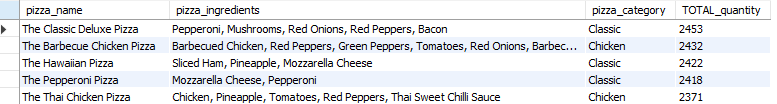 pizza_name pizza_ingredients pizza_category TOTAL_quantity
The Classic Deluxe Pizza Pepperoni, Mushrooms, Red Onions, Red Peppers, Bacon Classic 2453
The Barbecue Chicken Pizza Barbecued Chicken, Red Peppers, Green Peppers, Tomatoes, Red Onions, Barbec... Chicken 2432
The Hawaiian Pizza Sliced Ham, Pineapple, Mozzarella Cheese Classic 2422
The Pepperoni Pizza Mozzarella Cheese, Pepperoni Classic 2418
The Thai Chicken Pizza Chicken, Pineapple, Tomatoes, Red Peppers, Thai Sweet Chilli Sauce Chicken 2371